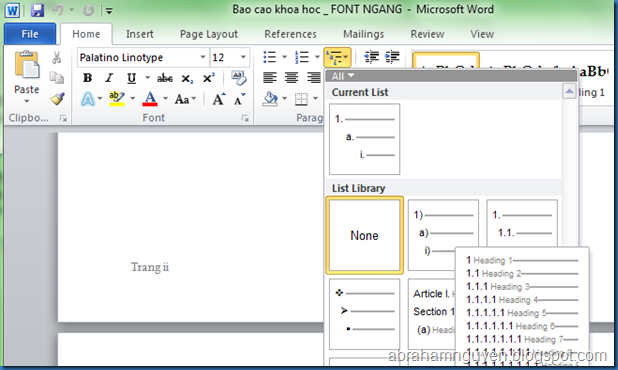 Bao cao khoa hoc _ FONT NGANG - Microsoft Word
File Home Insert Page Layout References Mailings Review View
Palatino Linotype 12
Paste
B I U abc x₂ x²
A ab A Aa A A
Clipbo... Font Parag
All
Current List
1.
a.
i.
List Library
None
1)
a)
i)
1.
1.1.
Article I.
Section 1
(a) Headi
1 Heading 1
1.1 Heading 2
1.1.1 Heading 3
1.1.1.1 Heading 4
1.1.1.1.1 Heading 5
1.1.1.1.1.1 Heading 6
1.1.1.1.1.1.1 Heading 7
Trang ii
abrahamnguyen.blogspot.com